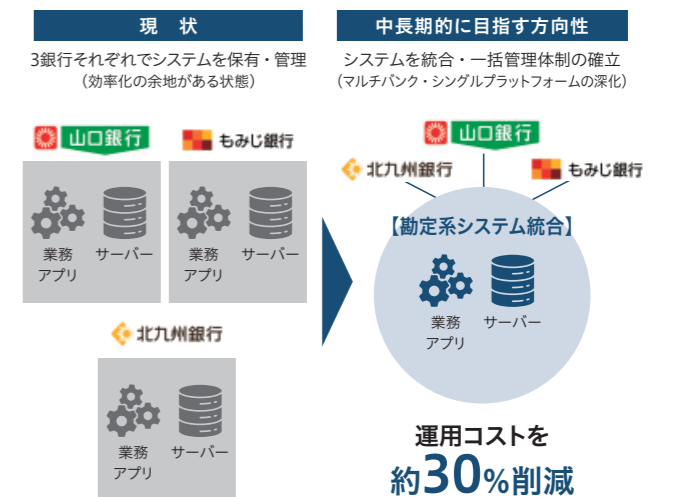 現 状
3銀行それぞれでシステムを保有・管理
（効率化の余地がある状態）
山口銀行
もみじ銀行
業務
アプリ
サーバー
業務
アプリ
サーバー
北九州銀行
業務
アプリ
サーバー
中長期的に目指す方向性
システムを統合・一括管理体制の確立
（マルチバンク・シングルプラットフォームの深化）
山口銀行
北九州銀行
もみじ銀行
【勘定系システム統合】
業務
アプリ
サーバー
運用コストを
約30%削減